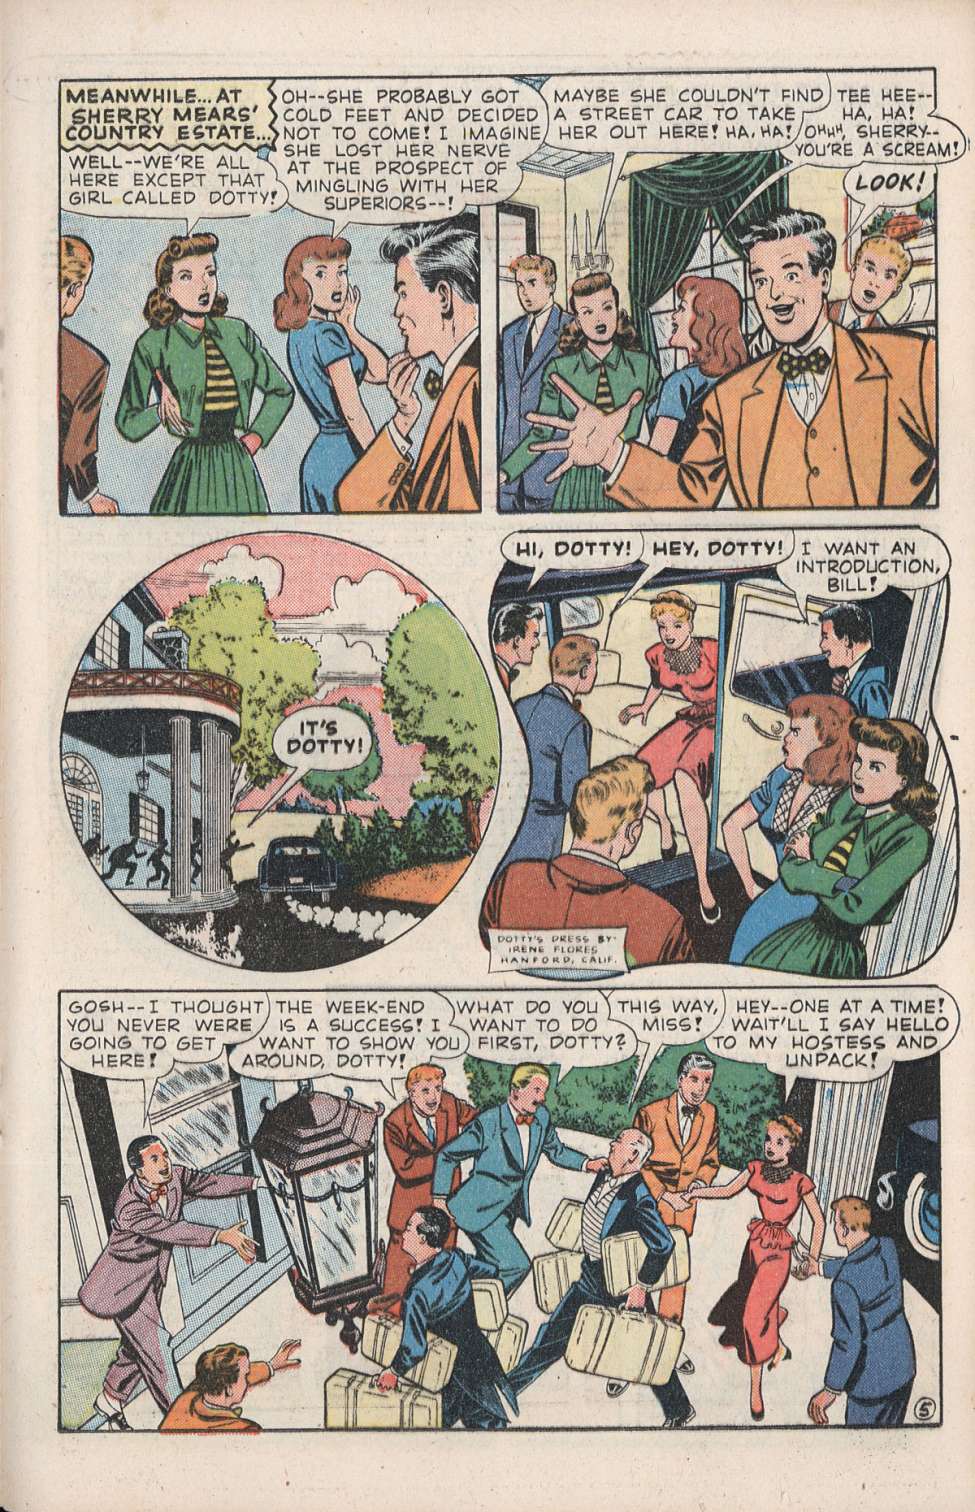 MEANWHILE...AT
SHERRY MEARS'
COUNTRY ESTATE...
WELL--WE'RE ALL
HERE EXCEPT THAT
GIRL CALLED DOTTY!
OH--SHE PROBABLY GOT
COLD FEET AND DECIDED
NOT TO COME! I IMAGINE
SHE LOST HER NERVE
AT THE PROSPECT OF
MINGLING WITH HER
SUPERIORS--!
MAYBE SHE COULDN'T FIND
A STREET CAR TO TAKE
HER OUT HERE! HA, HA!
TEE HEE--
HA, HA!
OHHH, SHERRY--
YOU'RE A SCREAM!
LOOK!
IT'S
DOTTY!
HI, DOTTY!
HEY, DOTTY!
I WANT AN
INTRODUCTION,
BILL!
DOTTY'S DRESS BY-
IRENE FLORES
HANFORD, CALIF.
GOSH--I THOUGHT
YOU NEVER WERE
GOING TO GET
HERE!
THE WEEK-END
IS A SUCCESS! I
WANT TO SHOW YOU
AROUND, DOTTY!
WHAT DO YOU
WANT TO DO
FIRST, DOTTY?
THIS WAY,
MISS!
HEY--ONE AT A TIME!
WAIT'LL I SAY HELLO
TO MY HOSTESS AND
UNPACK!
5